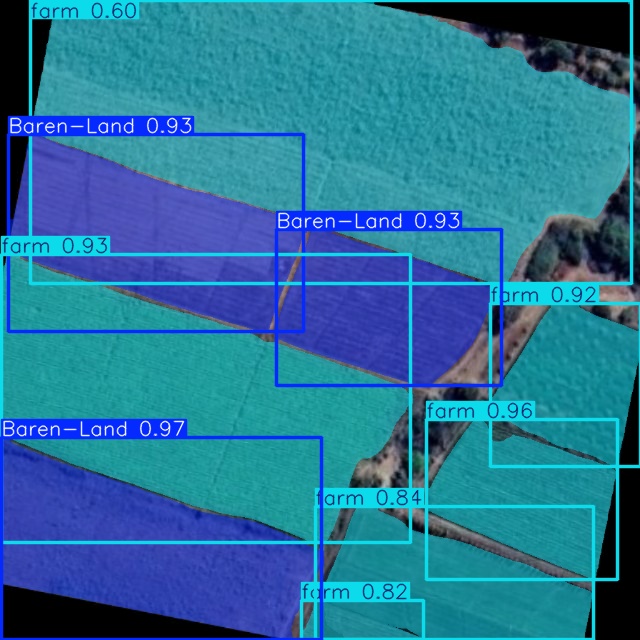 farm 0.60
Baren-Land 0.93
Baren-Land 0.93
farm 0.93
farm 0.92
farm 0.96
Baren-Land 0.97
farm 0.84
farm 0.82